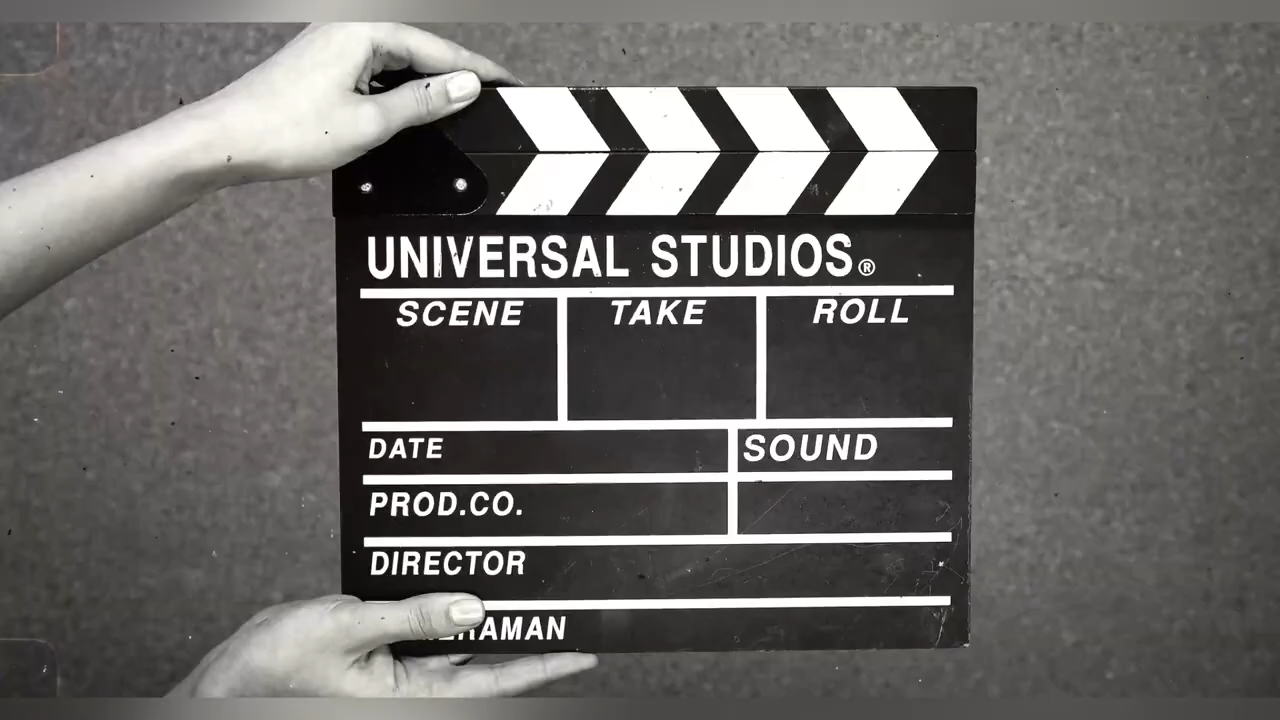 UNIVERSAL STUDIOS®
SCENE TAKE ROLL
DATE SOUND
PROD.CO.
DIRECTOR